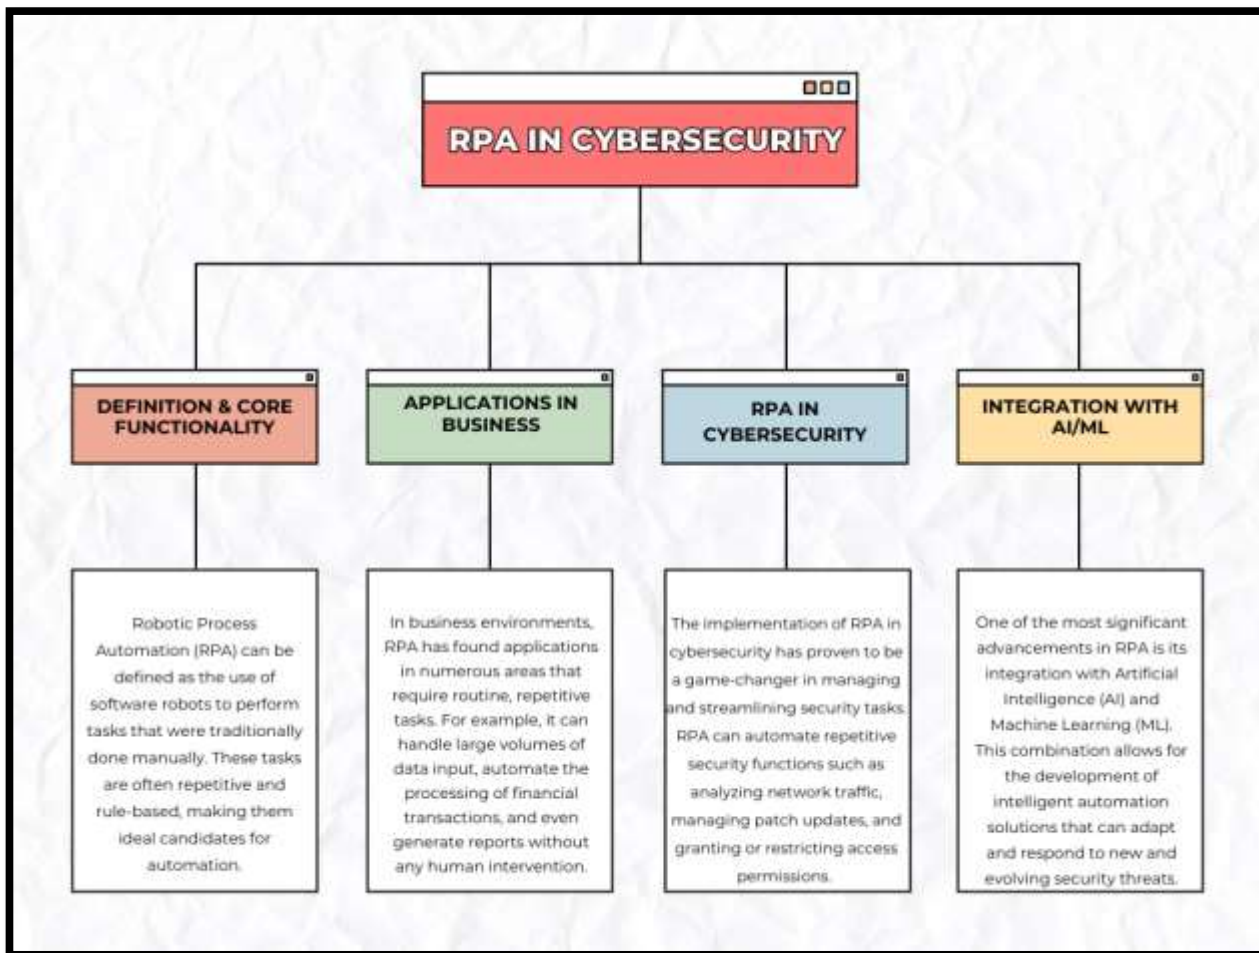 RPA IN CYBERSECURITY
DEFINITION & CORE
FUNCTIONALITY
Robotic Process
Automation (RPA) can be
defined as the use of
software robots to perform
tasks that were traditionally
done manually. These tasks
are often repetitive and
rule-based, making them
ideal candidates for
automation.
APPLICATIONS IN
BUSINESS
In business environments,
RPA has found applications
in numerous areas that
require routine, repetitive
tasks. For example, it can
handle large volumes of
data input, automate the
processing of financial
transactions, and even
generate reports without
any human intervention.
RPA IN
CYBERSECURITY
The implementation of RPA in
cybersecurity has proven to be
a game-changer in managing
and streamlining security tasks.
RPA can automate repetitive
security functions such as
analyzing network traffic,
managing patch updates, and
granting or restricting access
permissions.
INTEGRATION WITH
AI/ML
One of the most significant
advancements in RPA is its
integration with Artificial
Intelligence (AI) and
Machine Learning (ML).
This combination allows for
the development of
intelligent automation
solutions that can adapt
and respond to new and
evolving security threats.